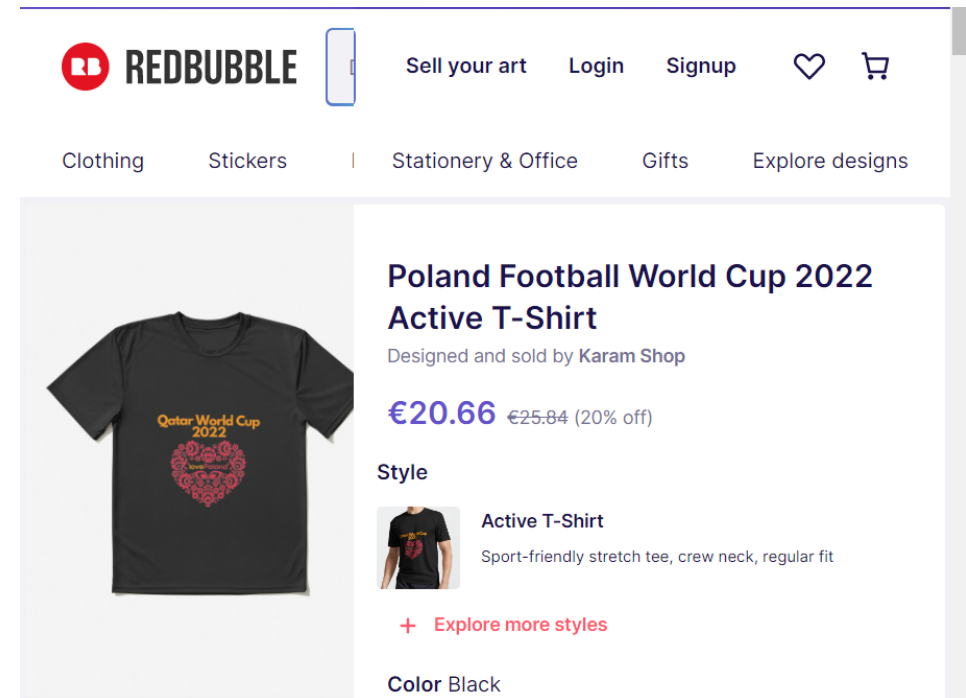 RB REDBUBBLE
Sell your art Login Signup
Clothing Stickers Stationery & Office Gifts Explore designs
Qatar World Cup
2022
lovePoland
Poland Football World Cup 2022
Active T-Shirt
Designed and sold by Karam Shop
€20.66 €25.84 (20% off)
Style
Active T-Shirt
Sport-friendly stretch tee, crew neck, regular fit
+ Explore more styles
Color Black